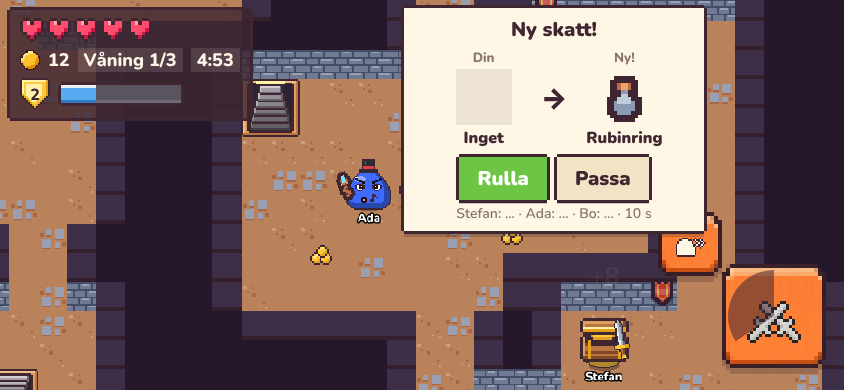 Ny skatt!
12
Våning 1/3
4:53
2
Din
Ny!
Inget
Rubinring
Rulla
Passa
Stefan: ... · Ada: ... · Bo: ... · 10 s
Ada
+8
Stefan